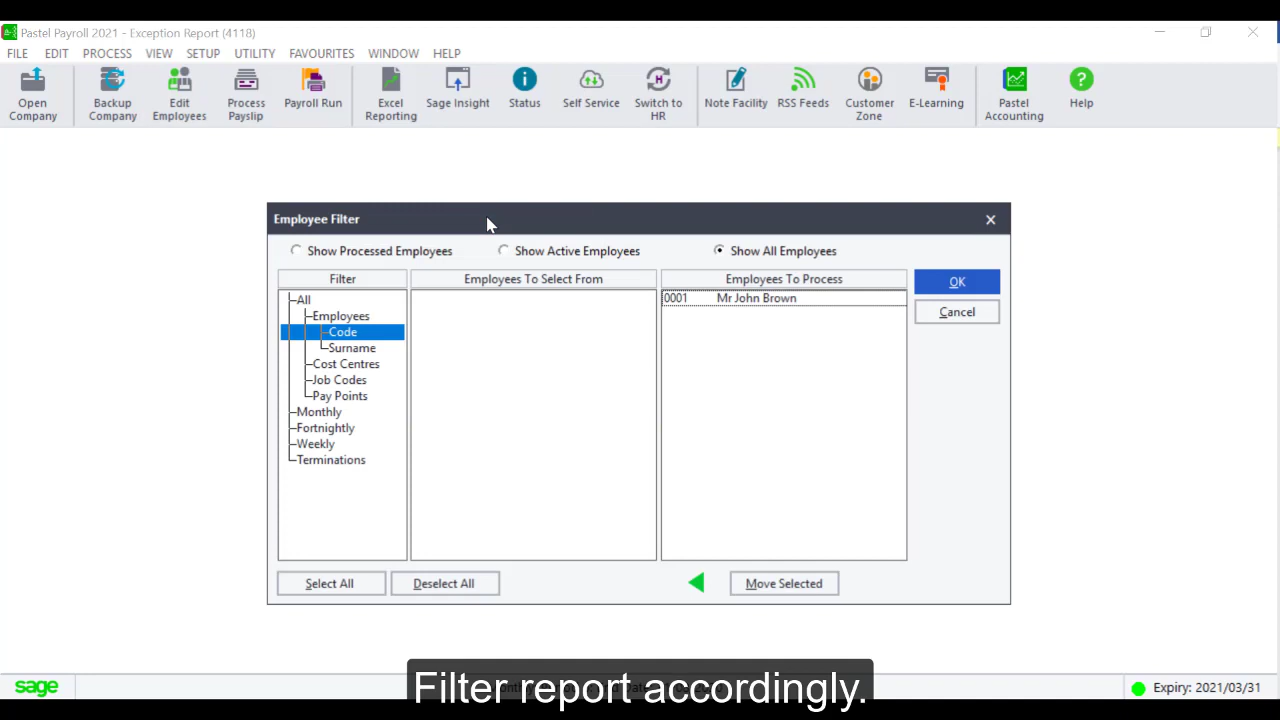 Pastel Payroll 2021 - Exception Report (4118)
FILE EDIT PROCESS VIEW SETUP UTILITY FAVOURITES WINDOW HELP
Open Company
Backup Company
Edit Employees
Process Payslip
Payroll Run
Excel Reporting
Sage Insight
Status
Self Service
Switch to HR
Note Facility
RSS Feeds
Customer Zone
E-Learning
Pastel Accounting
Help
Employee Filter
Show Processed Employees
Show Active Employees
Show All Employees
Filter
Employees To Select From
Employees To Process
OK
Cancel
All
Employees
Code
Surname
Cost Centres
Job Codes
Pay Points
Monthly
Fortnightly
Weekly
Terminations
0001 Mr John Brown
Select All
Deselect All
Move Selected
Filter report accordingly.
sage
Expiry: 2021/03/31